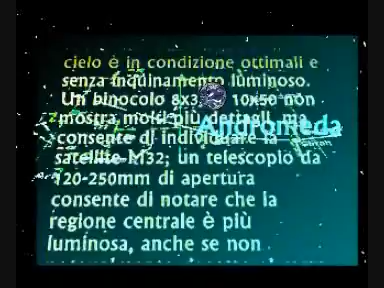 cielo è in condizione ottimali e
senza inquinamento luminoso.
Un binocolo 8x3 10x50 non
mostra molti più dettagli, ma
Andromeda
consente di individuare la
satellite M32; un telescopio da
120-250mm di apertura
consente di notare che la
regione centrale è più
luminosa, anche se non